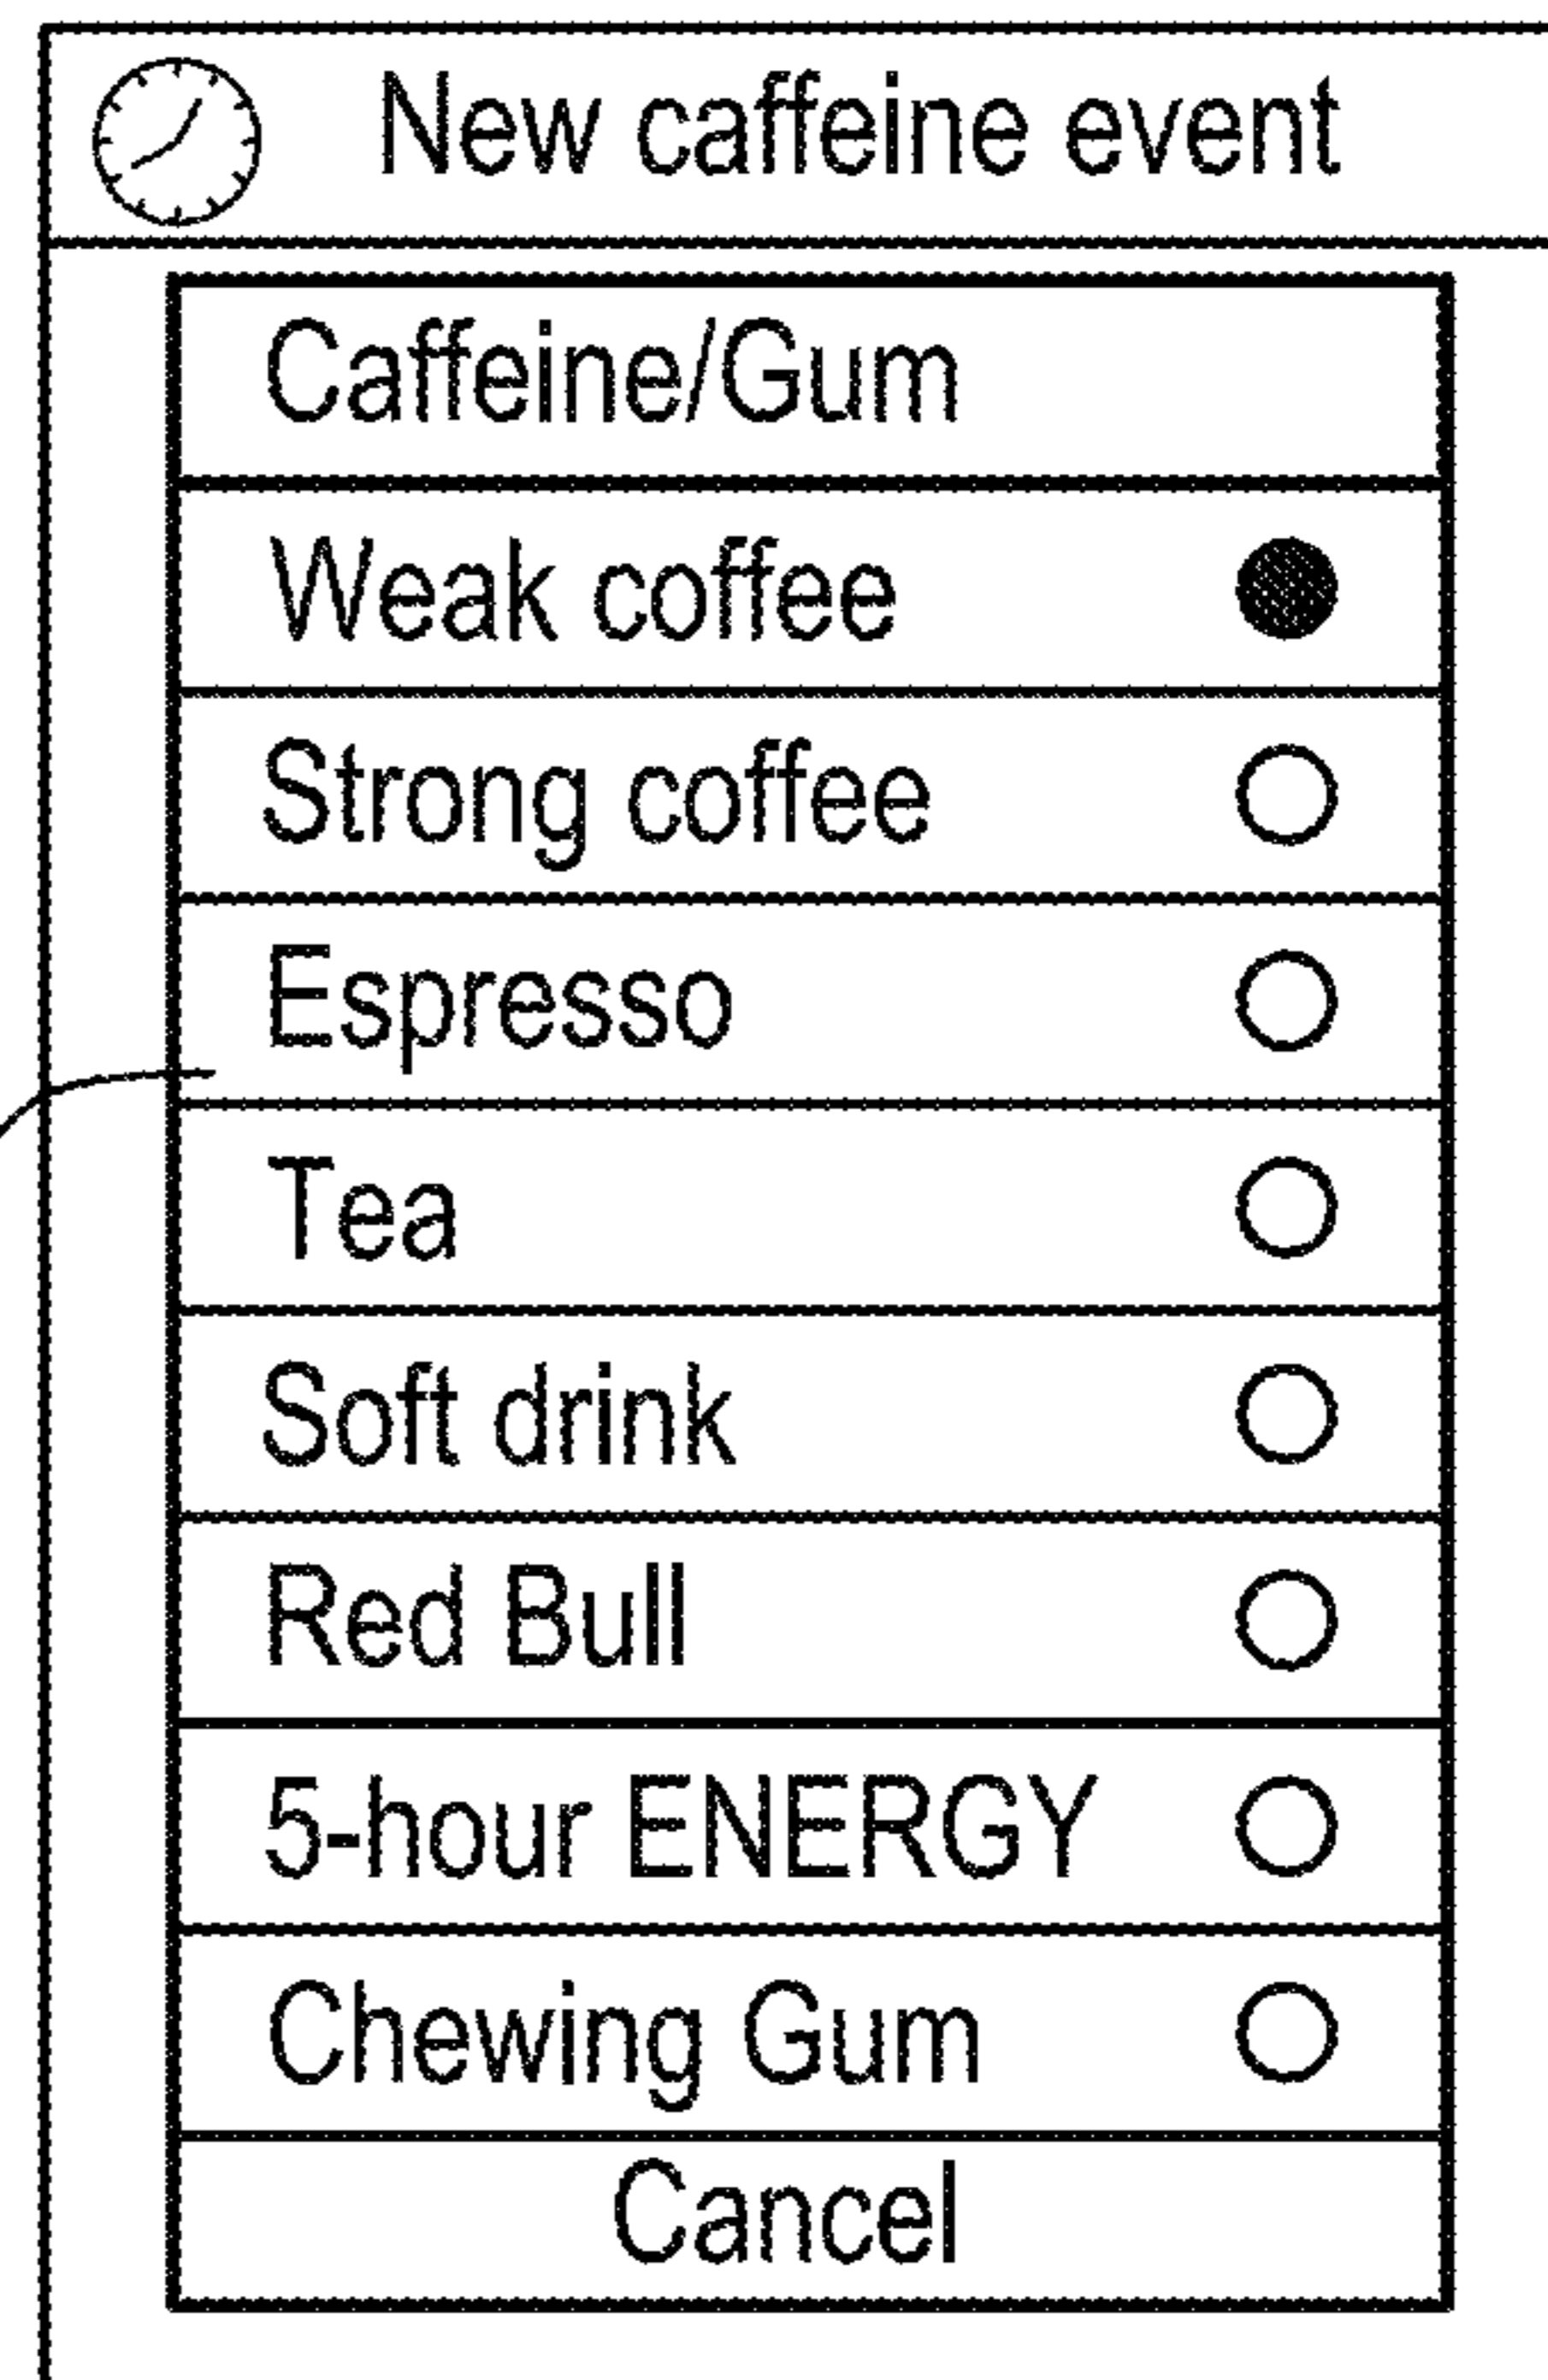 New caffeine event
Caffeine/Gum
Weak coffee
Strong coffee
Espresso
Tea
Soft drink
Red Bull
5-hour ENERGY
Chewing Gum
Cancel